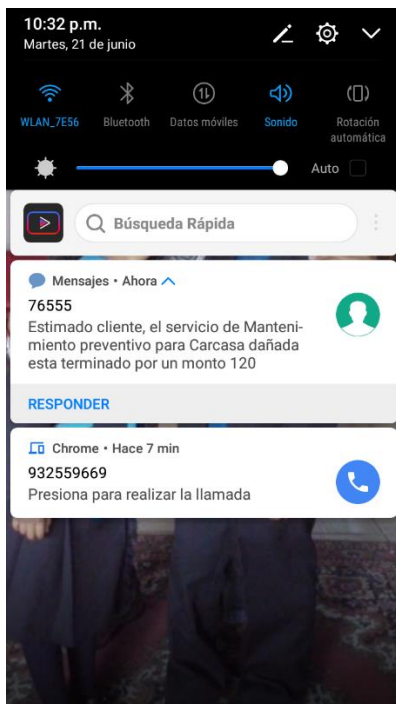 10:32 p.m.
Martes, 21 de junio
WLAN_7E56
Bluetooth
Datos móviles
Sonido
Rotación
automática
Auto
Búsqueda Rápida
Mensajes • Ahora
76555
Estimado cliente, el servicio de Manteni-
miento preventivo para Carcasa dañada
esta terminado por un monto 120
RESPONDER
Chrome • Hace 7 min
932559669
Presiona para realizar la llamada